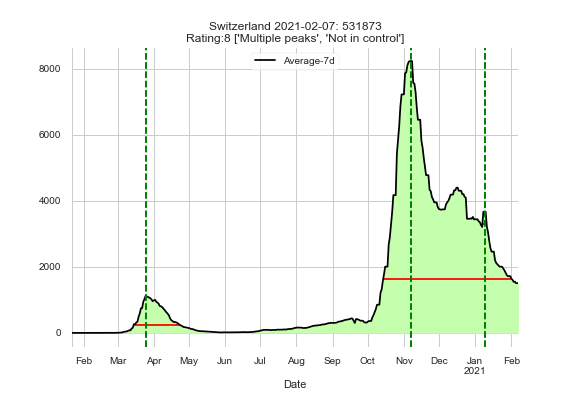 Switzerland 2021-02-07: 531873
Rating:8 ['Multiple peaks', 'Not in control']
Average-7d
8000
6000
4000
2000
0
Feb Mar Apr May Jun Jul Aug Sep Oct Nov Dec Jan Feb
2021
Date